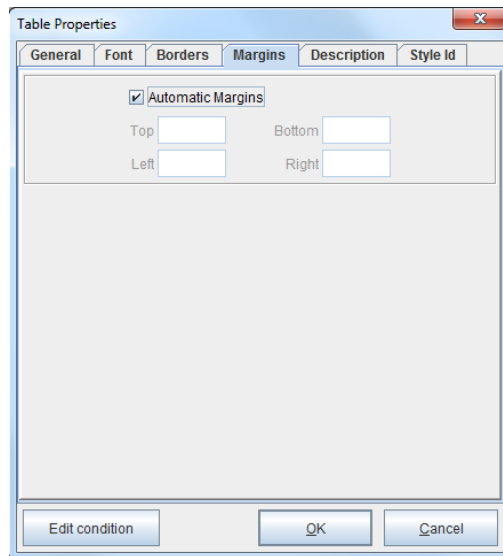 Table Properties
General Font Borders Margins Description Style Id
Automatic Margins
Top Bottom
Left Right
Edit condition OK Cancel